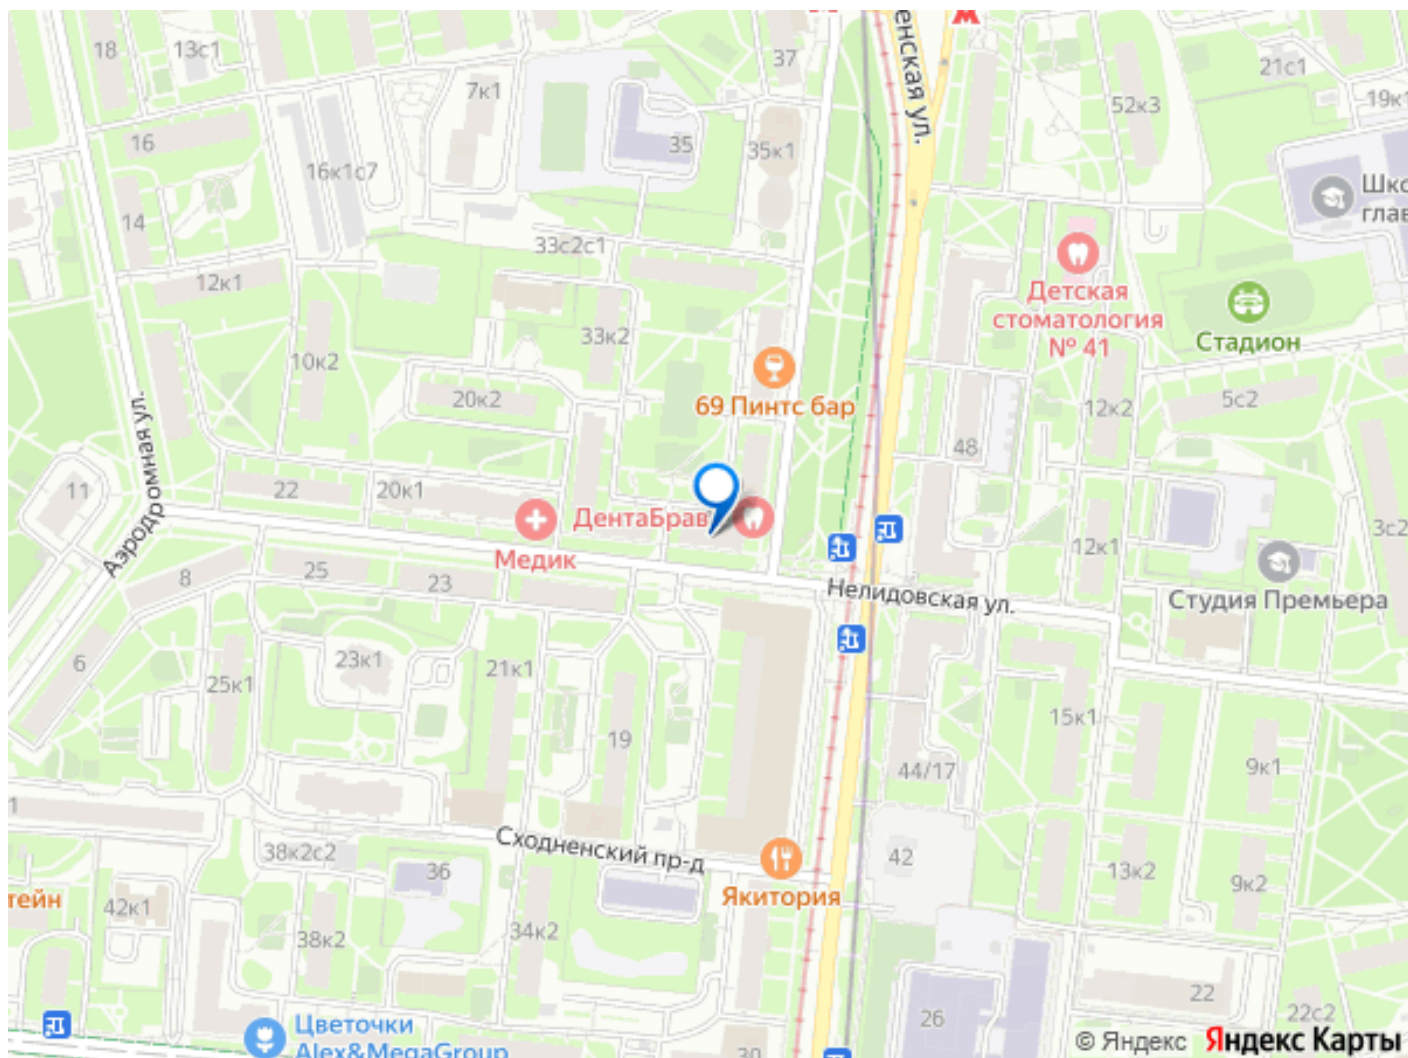 18
13с1
37
енская ул.
21с1
7к1
19к1
52к3
16
35
35к1
16к1с7
Шко
глав
14
33с2с1
12к1
Детская
стоматология
№ 41
33к2
Стадион
10к2
20к2
69 Пинтс бар
12к2
5с2
Аэродромная ул.
48
11
22
20к1
ДентаБрав
3с2
Медик
12к1
8
25
23
Нелидовская ул.
Студия Премьера
6
23к1
21к1
25к1
19
15к1
44/17
9к1
1
Сходненский пр-д
38к2с2
36
42
13к2
9к2
тейн
42к1
Якитория
38к2
34к2
22
26
22с2
Цветочки
Alex&MegaGroup
30
© Яндекс Яндекс Карты